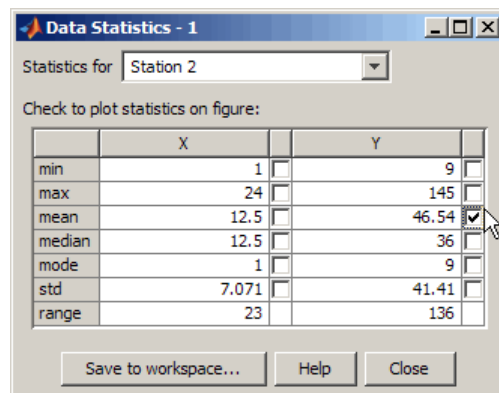 Data Statistics - 1
Statistics for Station 2
Check to plot statistics on figure:
X Y
min 1 9
max 24 145
mean 12.5 46.54
median 12.5 36
mode 1 9
std 7.071 41.41
range 23 136
Save to workspace... Help Close